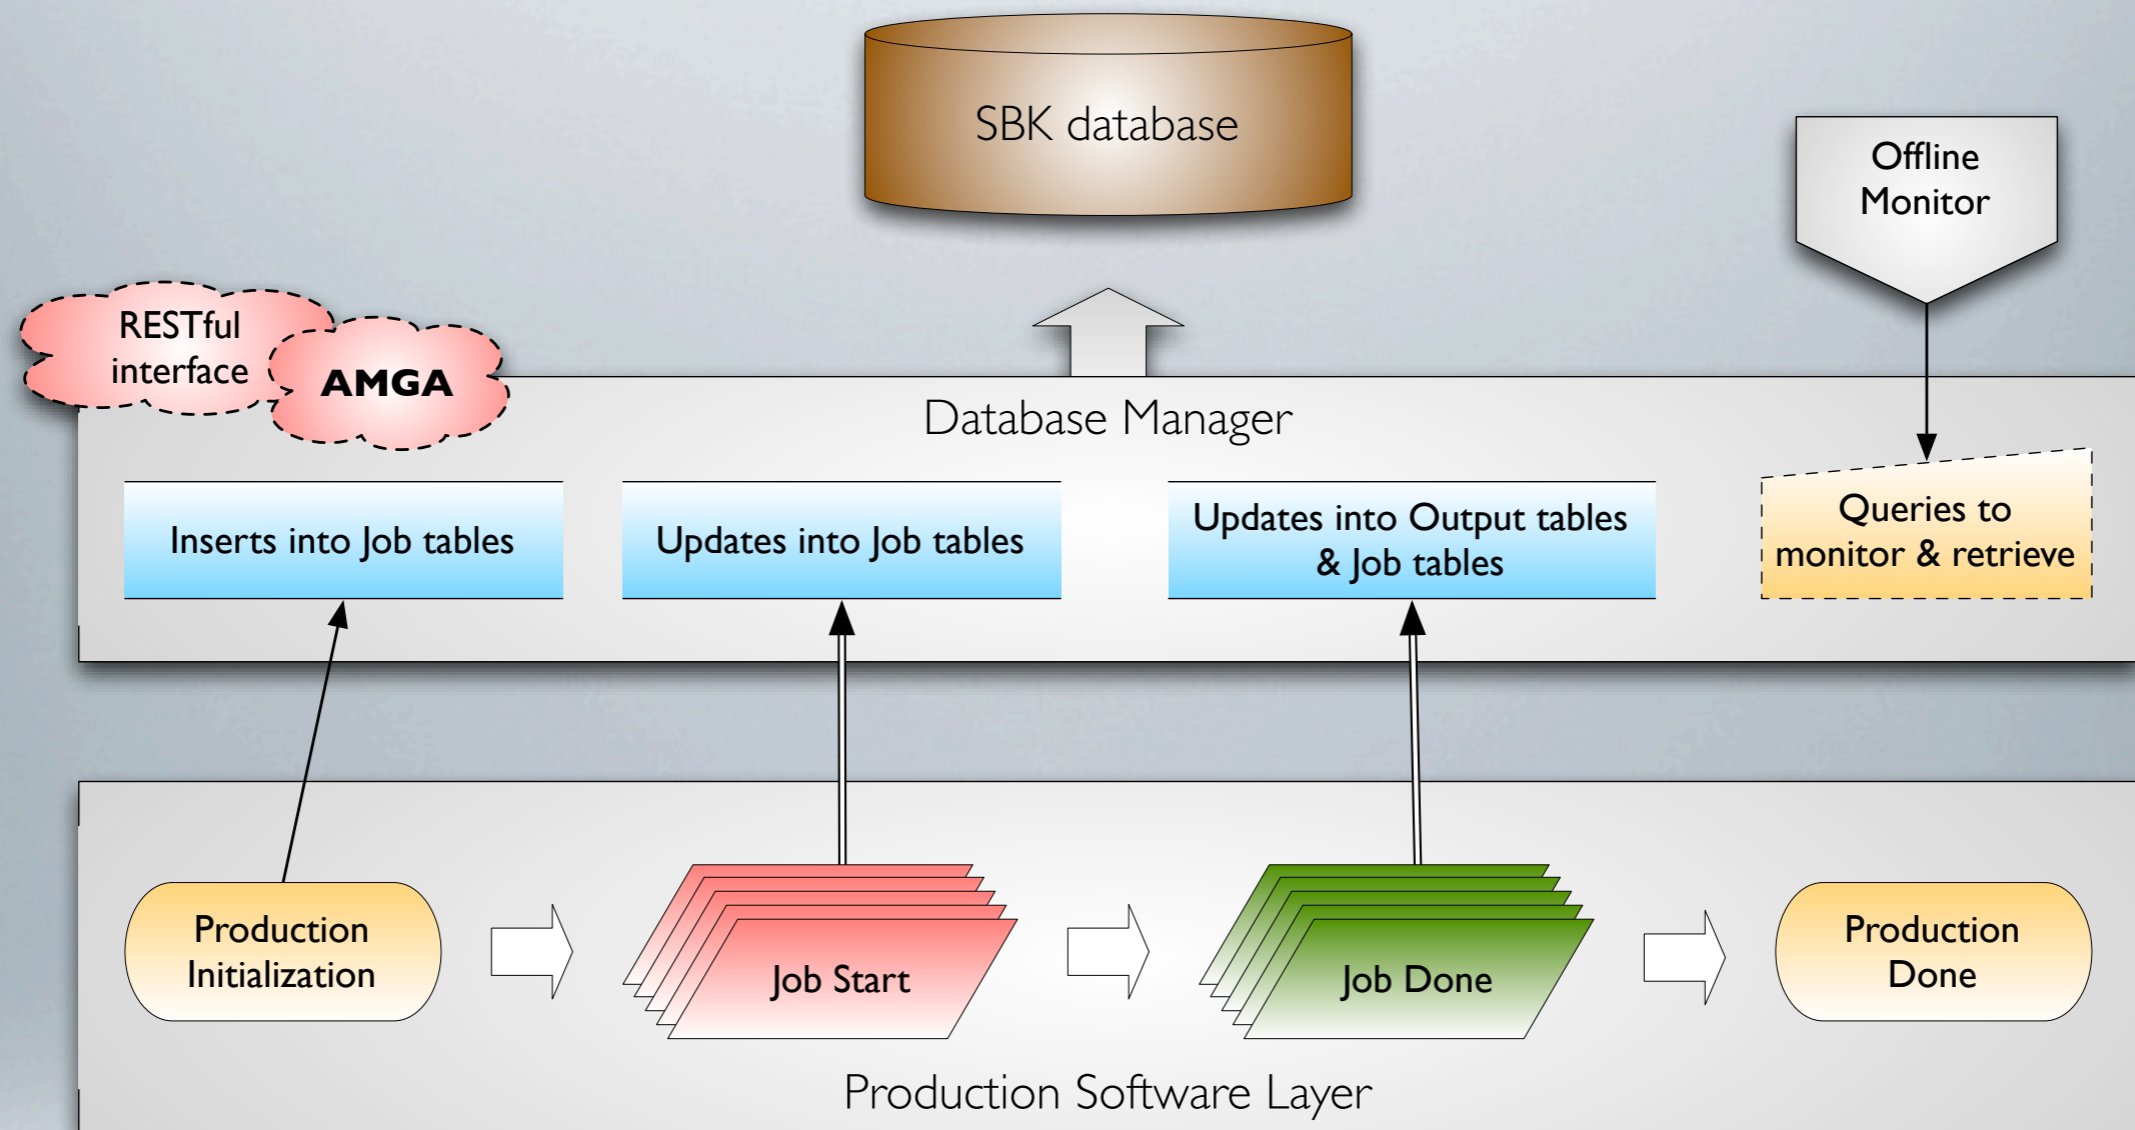 SBK database
Offline
Monitor
RESTful
interface
AMGA
Database Manager
Inserts into Job tables
Updates into Job tables
Updates into Output tables
& Job tables
Queries to
monitor & retrieve
Production
Initialization
Job Start
Job Done
Production
Done
Production Software Layer